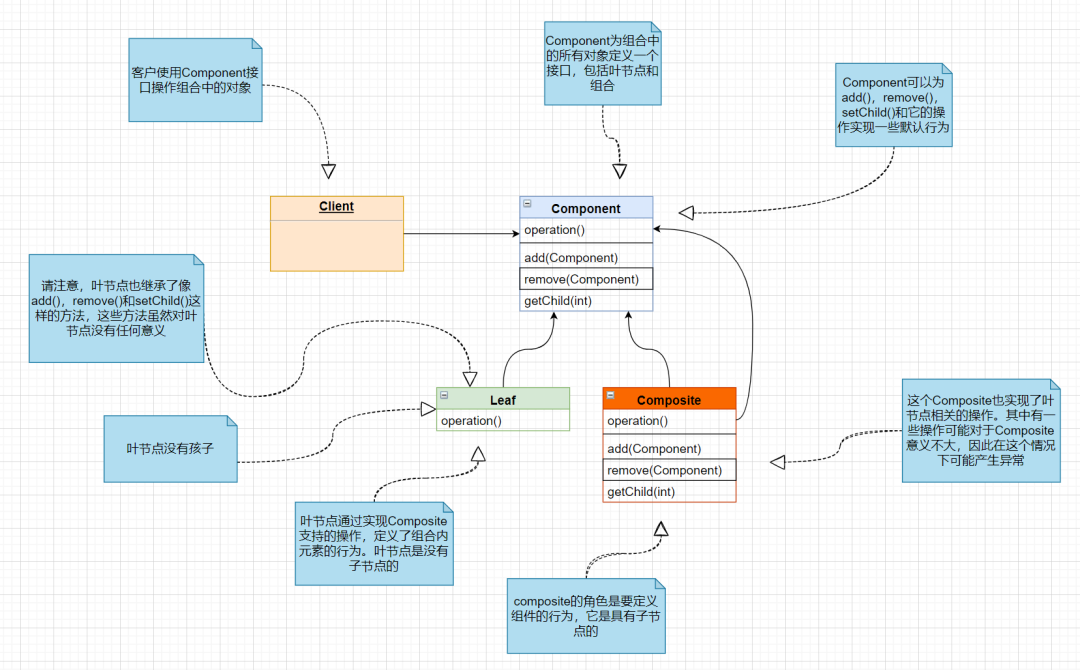 客户使用Component接
口操作组合中的对象
Component为组合中
的所有对象定义一个
接口，包括叶节点和
组合
Component可以为
add()，remove()，
setChild()和它的操
作实现一些默认行为
Client
Component
operation()
add(Component)
remove(Component)
getChild(int)
请注意，叶节点也继承了像
add()，remove()和setChild()这
样的方法，这些方法虽然对叶
节点没有任何意义
Leaf
operation()
Composite
operation()
add(Component)
remove(Component)
getChild(int)
这个Composite也实现了叶
节点相关的操作。其中有一
些操作可能对于Composite
意义不大，因此在这个情况
下可能产生异常
叶节点没有孩子
叶节点通过实现Composite
支持的操作，定义了组合内
元素的行为。叶节点是没有
子节点的
composite的角色是要定义
组件的行为，它是具有子节
点的